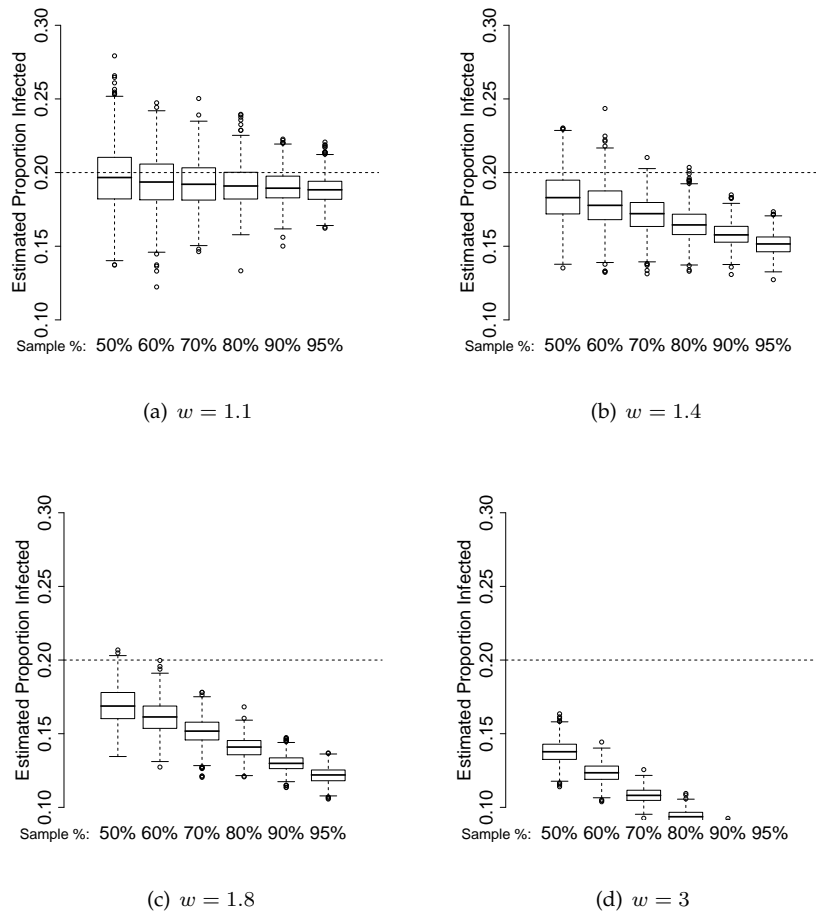 Estimated Proportion Infected
0.10 0.15 0.20 0.25 0.30
Sample %: 50% 60% 70% 80% 90% 95%
(a) w = 1.1
Estimated Proportion Infected
0.10 0.15 0.20 0.25 0.30
Sample %: 50% 60% 70% 80% 90% 95%
(b) w = 1.4
Estimated Proportion Infected
0.10 0.15 0.20 0.25 0.30
Sample %: 50% 60% 70% 80% 90% 95%
(c) w = 1.8
Estimated Proportion Infected
0.10 0.15 0.20 0.25 0.30
Sample %: 50% 60% 70% 80% 90% 95%
(d) w = 3